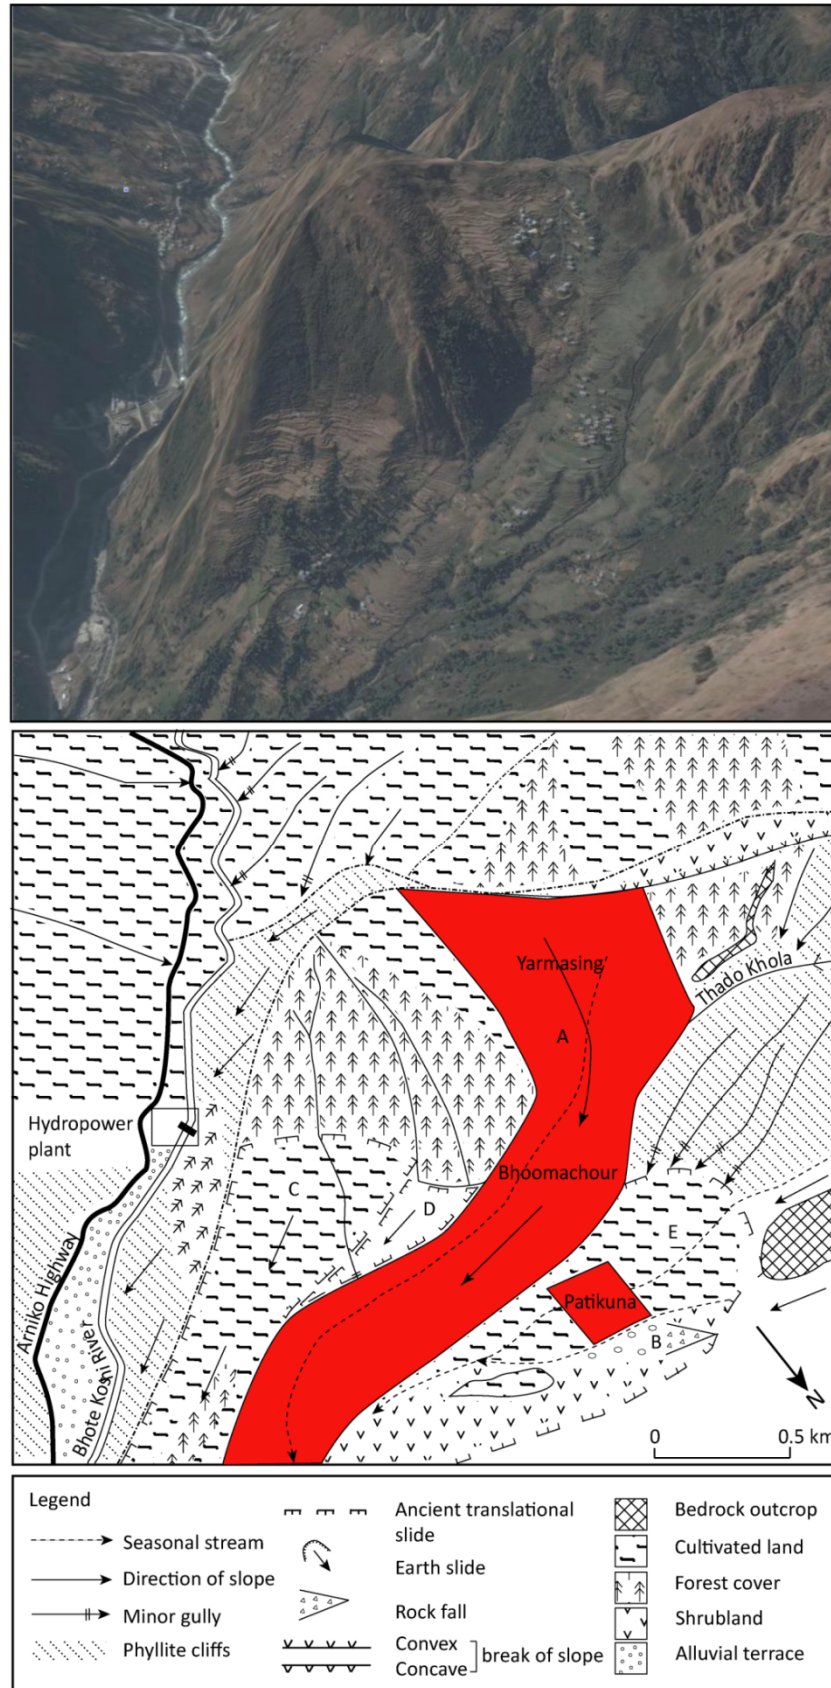 Yarmasing
Thado Khola
A
Hydropower
plant
Bhoomachour
C
D
E
Arniko Highway
Patikuna
Bhote Koshi River
B
N
0 0.5 km
Legend
Seasonal stream
Direction of slope
Minor gully
Phyllite cliffs
Ancient translational
slide
Earth slide
Rock fall
Convex
Concave
break of slope
Bedrock outcrop
Cultivated land
Forest cover
Shrubland
Alluvial terrace